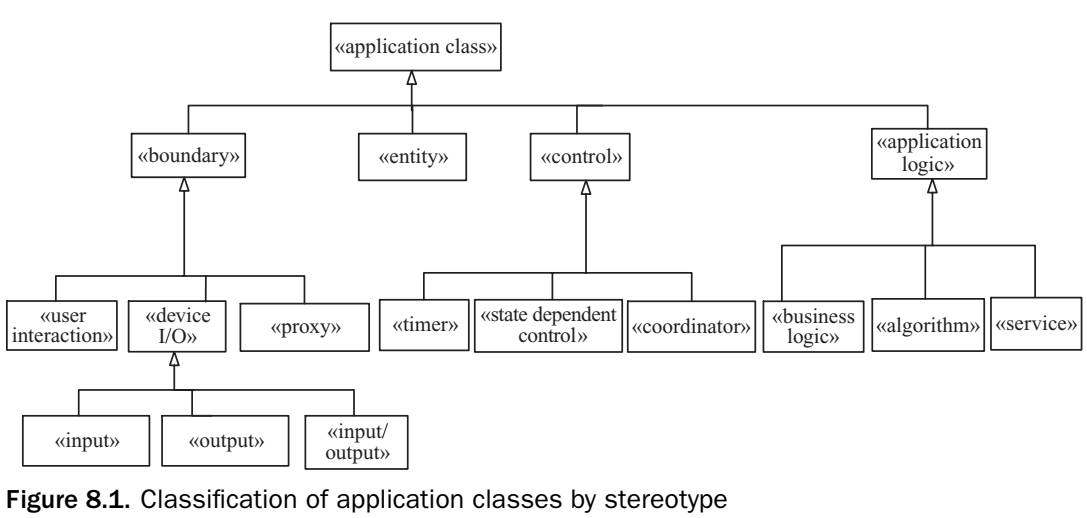 «application class»
«boundary»
«entity»
«control»
«application
logic»
«user
interaction»
«device
I/O»
«proxy»
«timer»
«state dependent
control»
«coordinator»
«business
logic»
«algorithm»
«service»
«input»
«output»
«input/
output»
Figure 8.1. Classification of application classes by stereotype